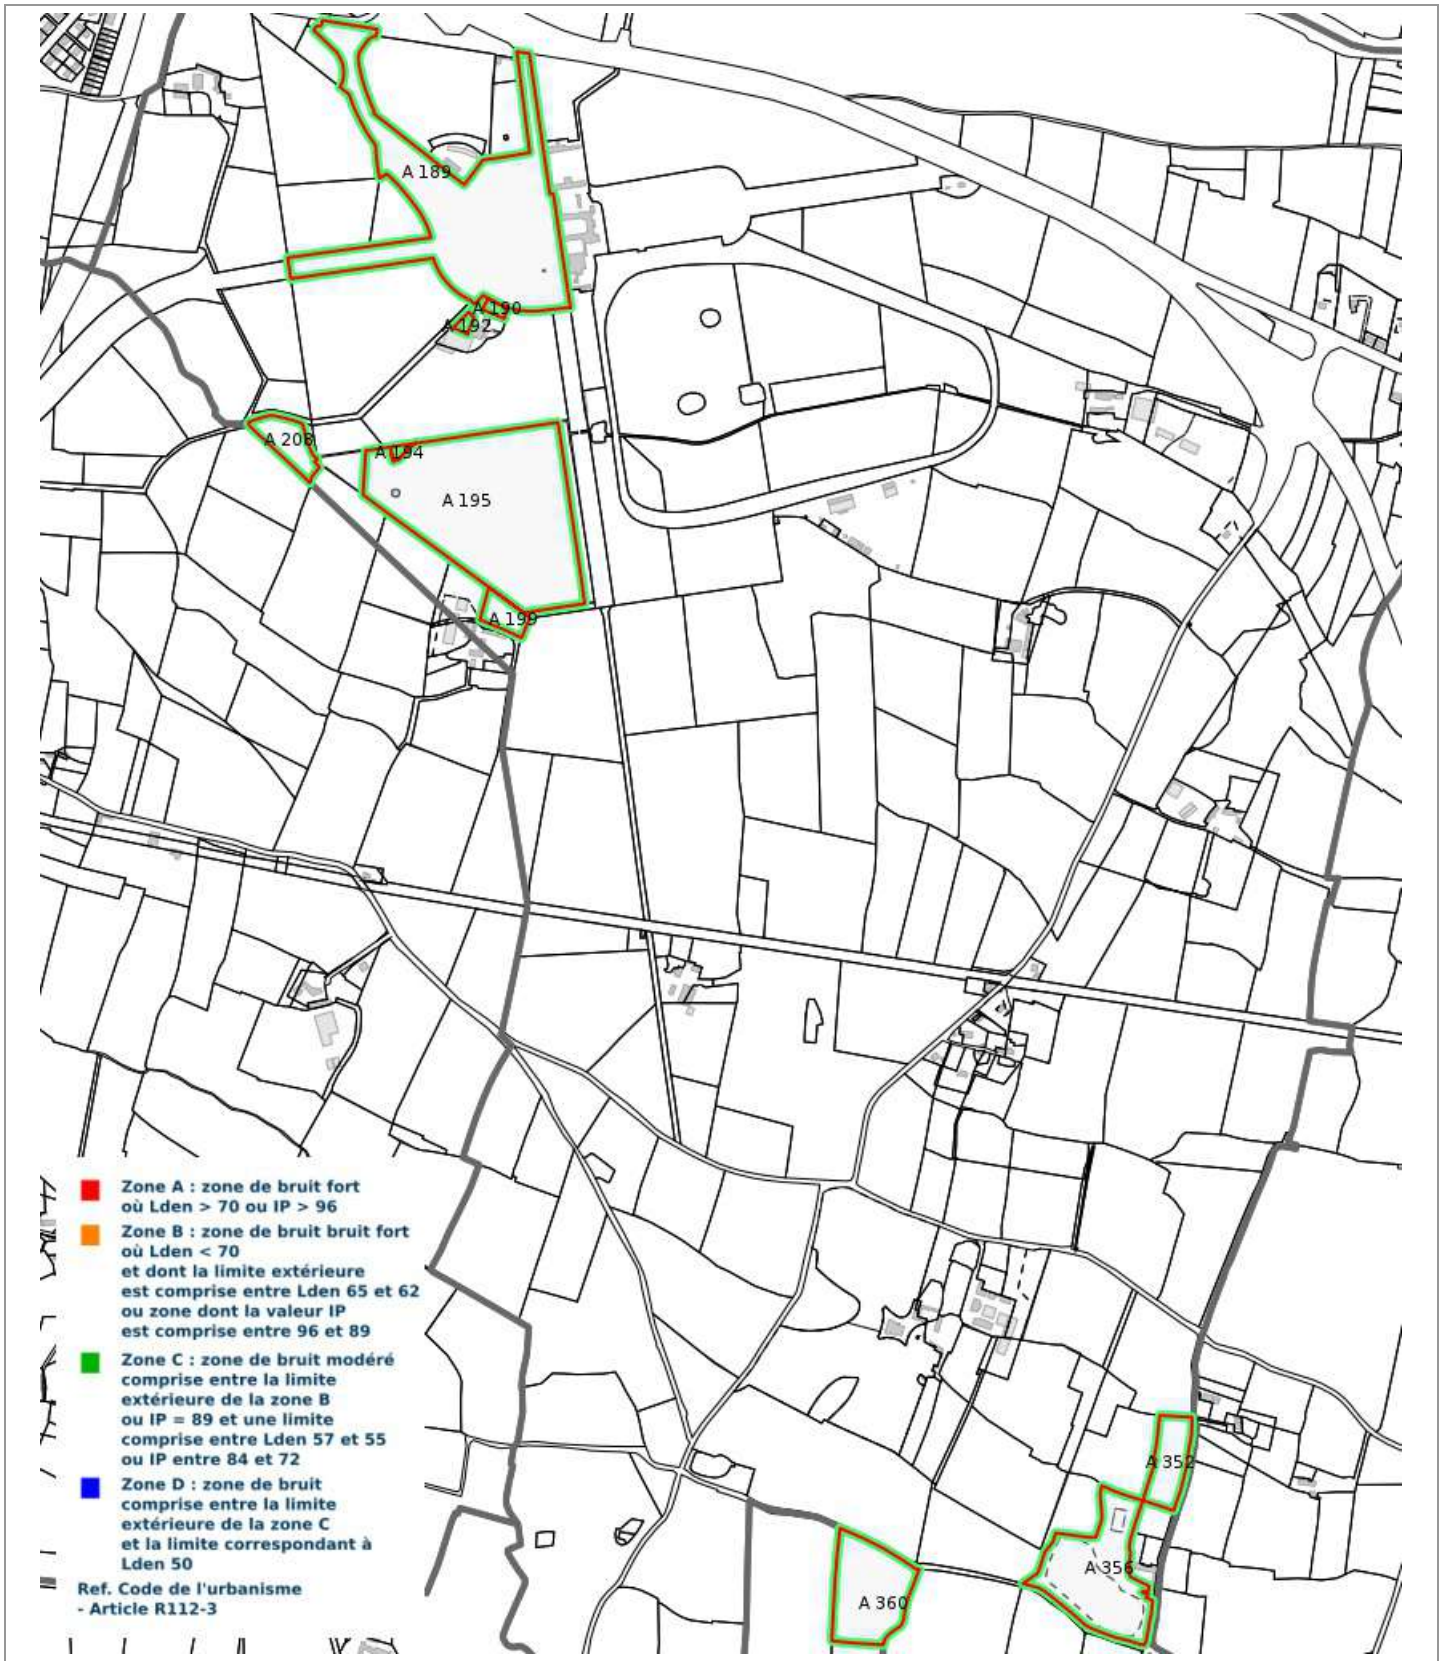 A 189
A 190
A 192
A 208
A 194
A 195
A 199
Zone A : zone de bruit fort
où Lden > 70 ou IP > 96
Zone B : zone de bruit bruit fort
où Lden < 70
et dont la limite extérieure
est comprise entre Lden 65 et 62
ou zone dont la valeur IP
est comprise entre 96 et 89
Zone C : zone de bruit modéré
comprise entre la limite
extérieure de la zone B
ou IP = 89 et une limite
comprise entre Lden 57 et 55
ou IP entre 84 et 72
Zone D : zone de bruit
comprise entre la limite
extérieure de la zone C
et la limite correspondant à
Lden 50
Ref. Code de l'urbanisme
- Article R112-3
A 352
A 356
A 360